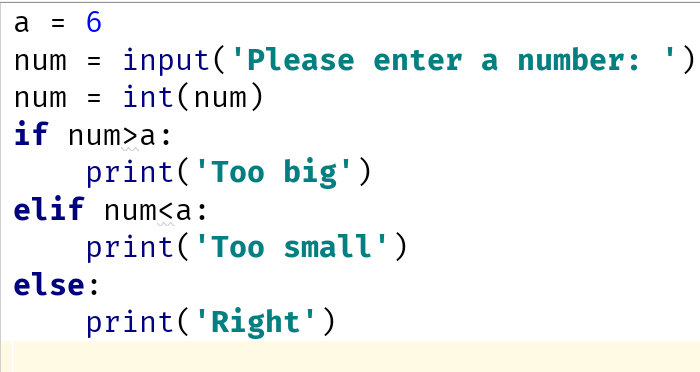 a = 6
num = input('Please enter a number: ')
num = int(num)
if num>a:
    print('Too big')
elif num<a:
    print('Too small')
else:
    print('Right')